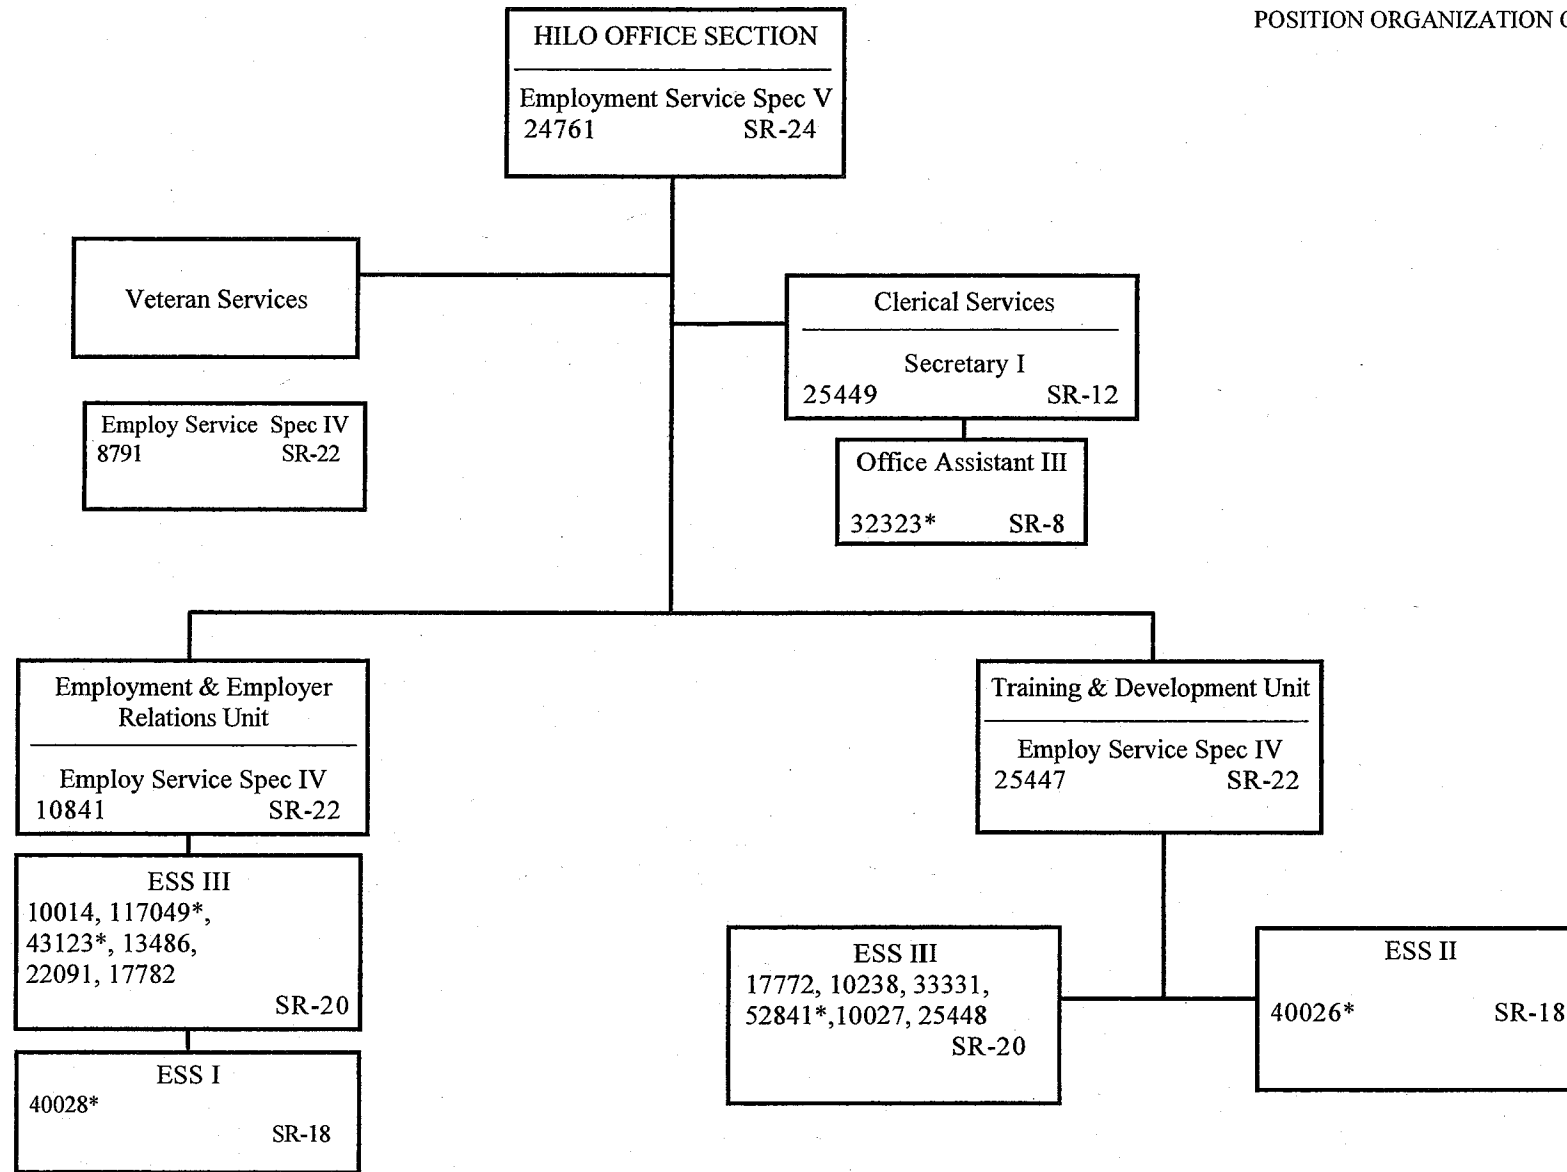 POSITION ORGANIZATION
HILO OFFICE SECTION
Employment Service Spec V
24761 SR-24
Veteran Services
Employ Service Spec IV
8791 SR-22
Clerical Services
Secretary I
25449 SR-12
Office Assistant III
32323* SR-8
Employment & Employer
Relations Unit
Employ Service Spec IV
10841 SR-22
ESS III
10014, 117049*,
43123*, 13486,
22091, 17782
SR-20
ESS I
40028*
SR-18
Training & Development Unit
Employ Service Spec IV
25447 SR-22
ESS III
17772, 10238, 33331,
52841*,10027, 25448
SR-20
ESS II
40026* SR-18